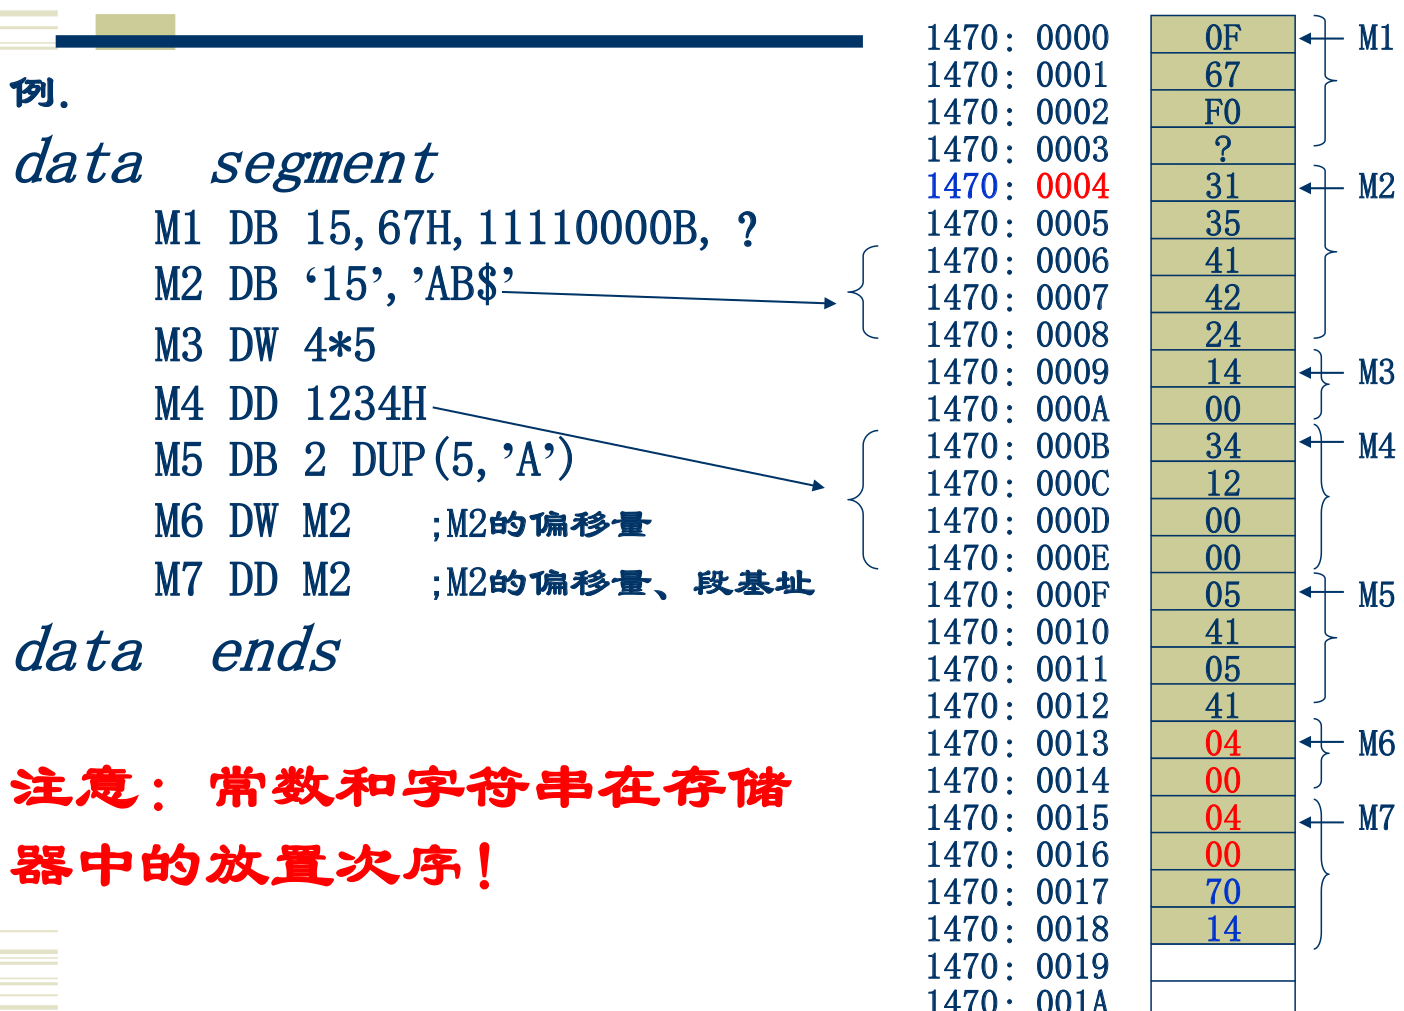 例.
data segment
M1 DB 15,67H,11110000B, ?
M2 DB ‘15’,’AB$’
M3 DW 4*5
M4 DD 1234H
M5 DB 2 DUP(5,’A’)
M6 DW M2 ;M2的偏移量
M7 DD M2 ;M2的偏移量、段基址
data ends
注意：常数和字符串在存储
器中的放置次序！
1470: 0000 0F M1
1470: 0001 67
1470: 0002 F0
1470: 0003 ?
1470: 0004 31 M2
1470: 0005 35
1470: 0006 41
1470: 0007 42
1470: 0008 24
1470: 0009 14 M3
1470: 000A 00
1470: 000B 34 M4
1470: 000C 12
1470: 000D 00
1470: 000E 00
1470: 000F 05 M5
1470: 0010 41
1470: 0011 05
1470: 0012 41
1470: 0013 04 M6
1470: 0014 00
1470: 0015 04 M7
1470: 0016 00
1470: 0017 70
1470: 0018 14
1470: 0019
1470: 001A